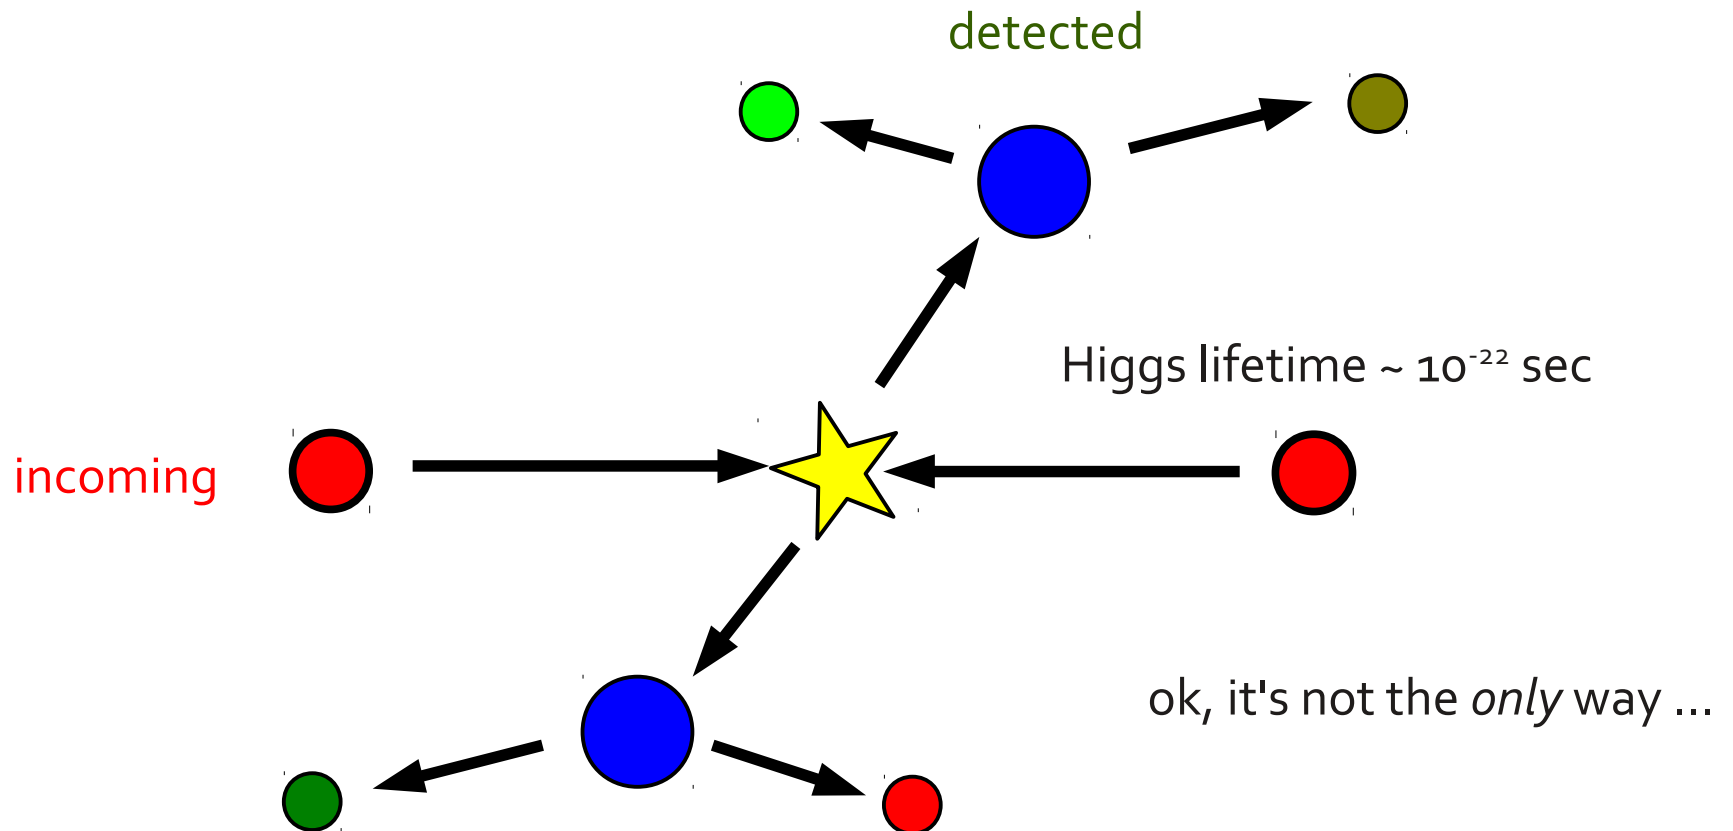 detected
Higgs lifetime ~ 10⁻²² sec
incoming
ok, it's not the only way ...